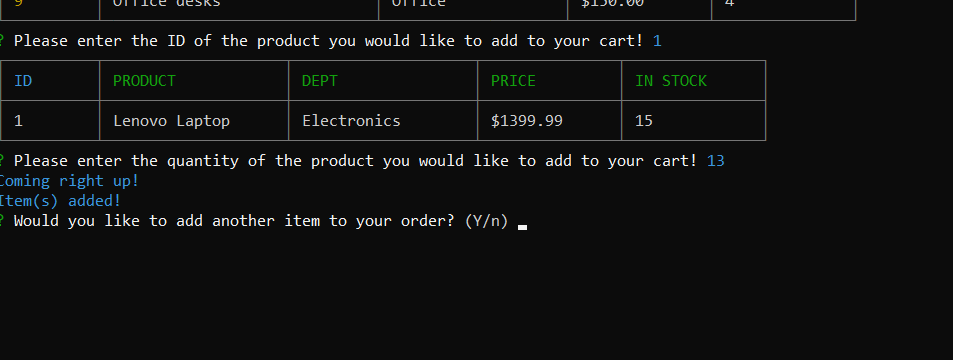 9 Office desks Office $150.00 4
? Please enter the ID of the product you would like to add to your cart! 1
ID PRODUCT DEPT PRICE IN STOCK
1 Lenovo Laptop Electronics $1399.99 15
? Please enter the quantity of the product you would like to add to your cart! 13
Coming right up!
Item(s) added!
? Would you like to add another item to your order? (Y/n)